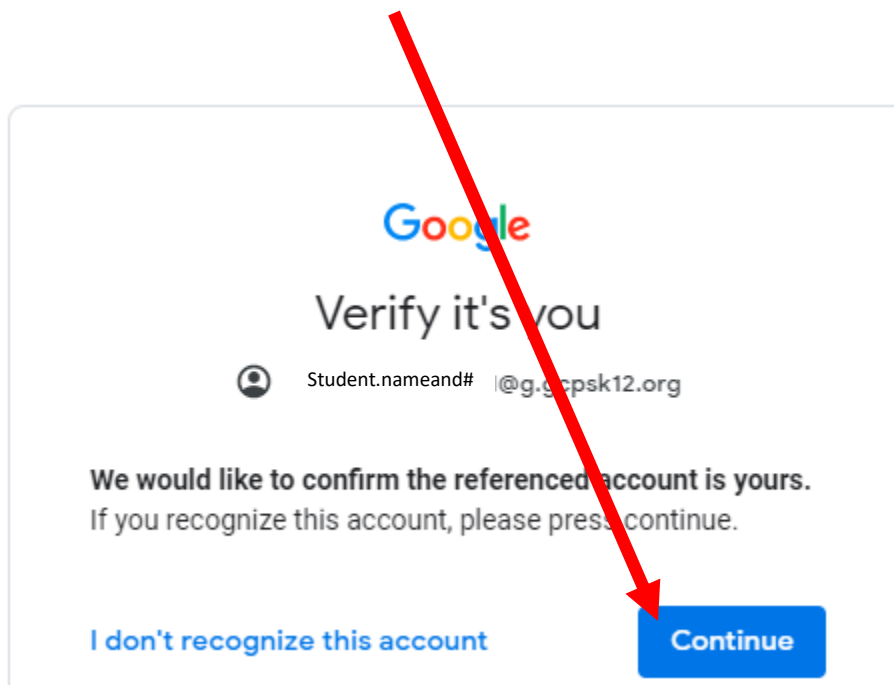 Google
Verify it's you
Student.nameand# @g.gcpsk12.org
We would like to confirm the referenced account is yours.
If you recognize this account, please press continue.
I don't recognize this account
Continue